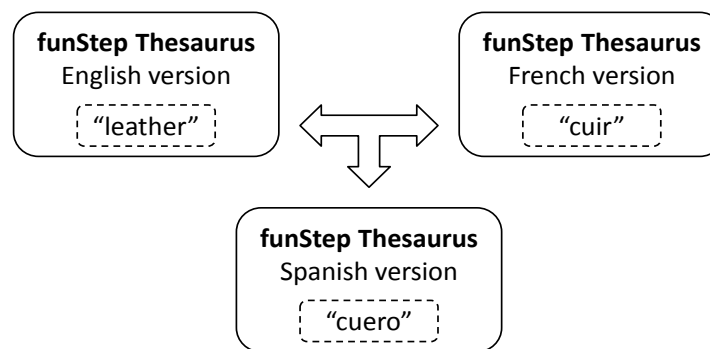 funStep Thesaurus
English version
“leather”
funStep Thesaurus
French version
“cuir”
funStep Thesaurus
Spanish version
“cuero”